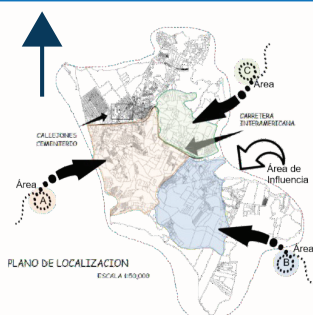 C
Área
CARRETERA
INTERAMERICANA
CALLEJONES
CEMENTERIO
Área de
Influencia
Área
A
Área
B
PLANO DE LOCALIZACION
ESCALA 1:50,000